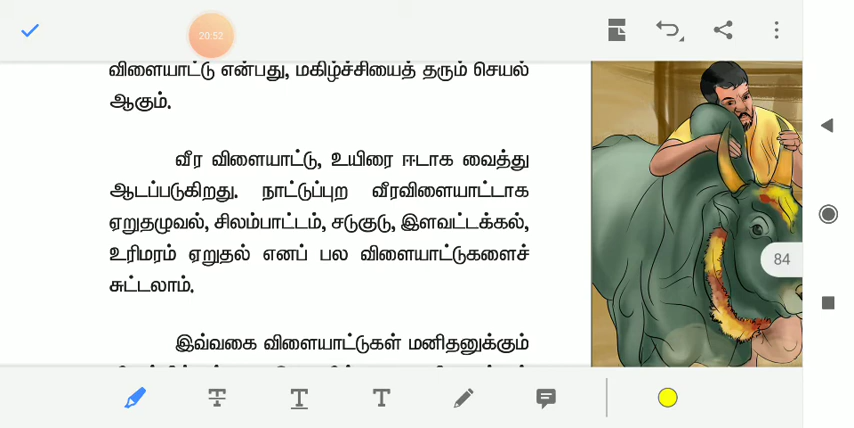 20:52
விளையாட்டு என்பது, மகிழ்ச்சியைத் தரும் செயல்
ஆகும்.
வீர விளையாட்டு, உயிரை ஈடாக வைத்து
ஆடப்படுகிறது. நாட்டுப்புற வீரவிளையாட்டாக
ஏறுதழுவல், சிலம்பாட்டம், சடுகுடு, இளவட்டக்கல்,
உரிமரம் ஏறுதல் எனப் பல விளையாட்டுகளைச்
சுட்டலாம்.
84
இவ்வகை விளையாட்டுகள் மனிதனுக்கும்